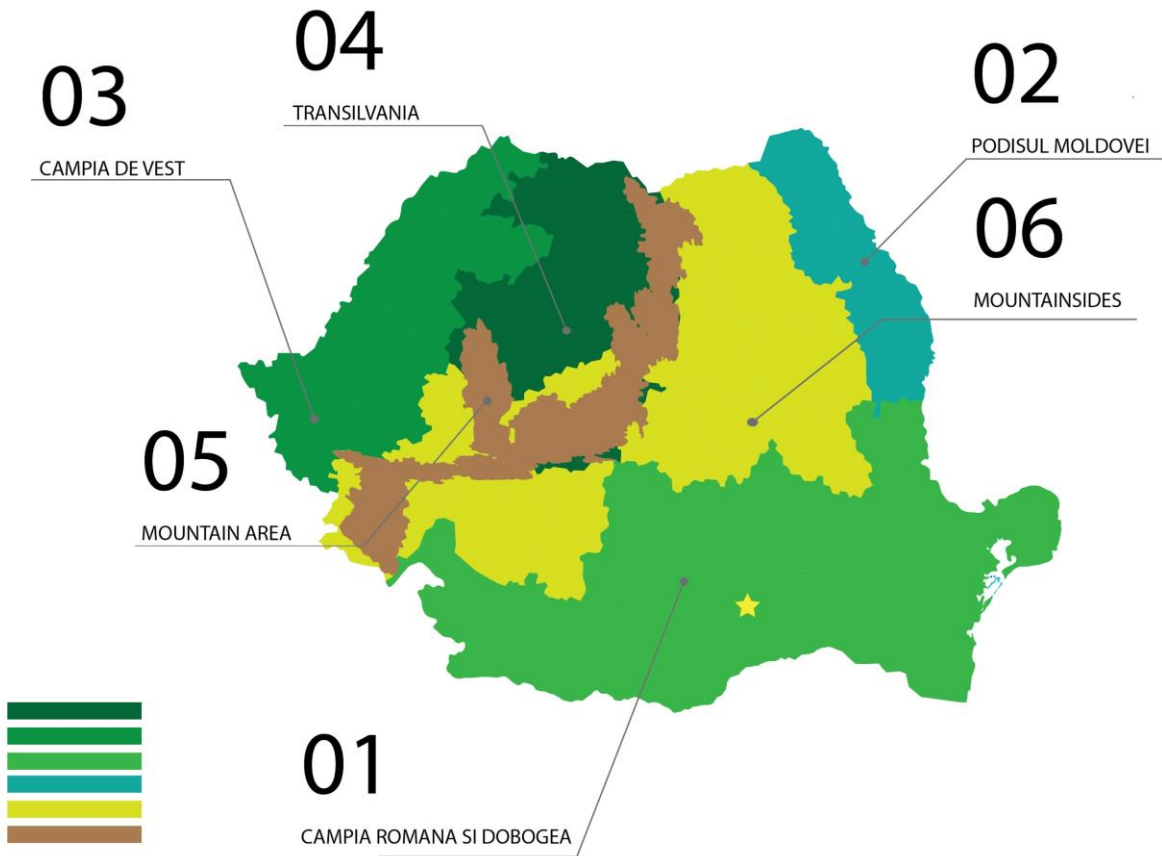 04
TRANSILVANIA
02
PODISUL MOLDOVEI
03
CAMPIA DE VEST
06
MOUNTAINSIDES
05
MOUNTAIN AREA
01
CAMPIA ROMANA SI DOBOGEA